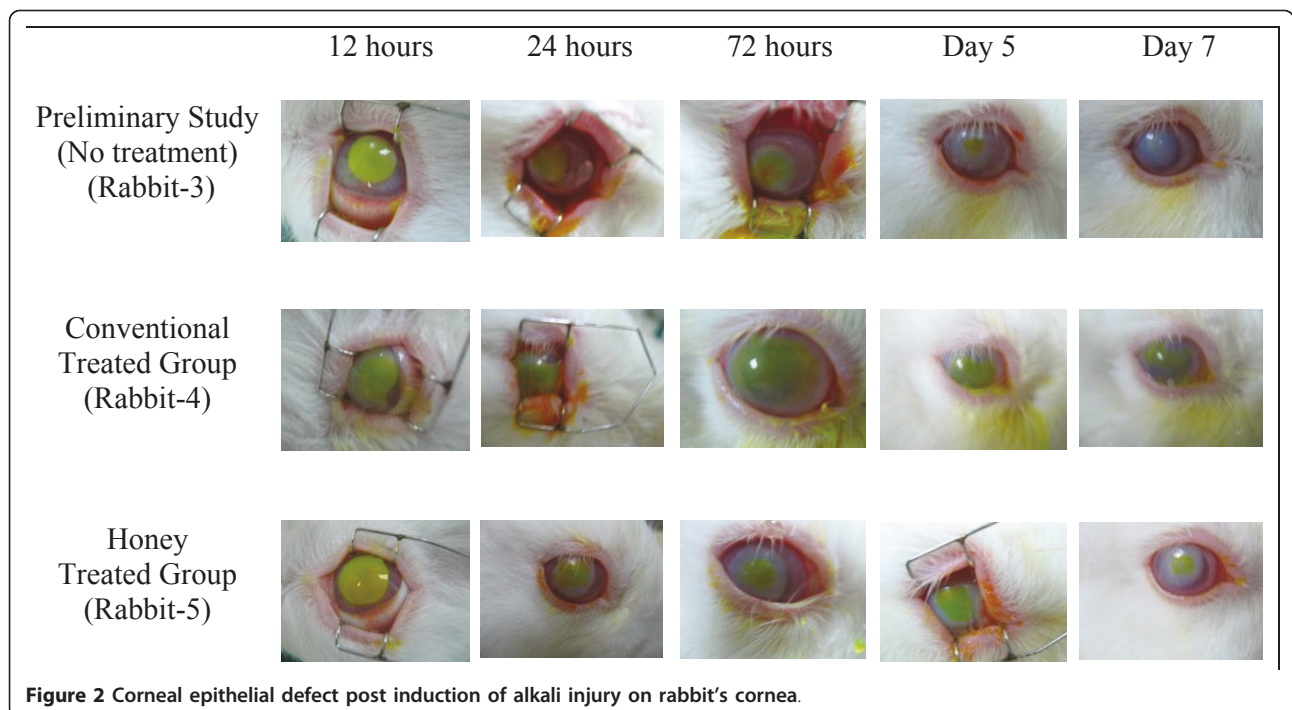 12 hours 24 hours 72 hours Day 5 Day 7
Preliminary Study
(No treatment)
(Rabbit-3)
Conventional
Treated Group
(Rabbit-4)
Honey
Treated Group
(Rabbit-5)
Figure 2 Corneal epithelial defect post induction of alkali injury on rabbit's cornea.